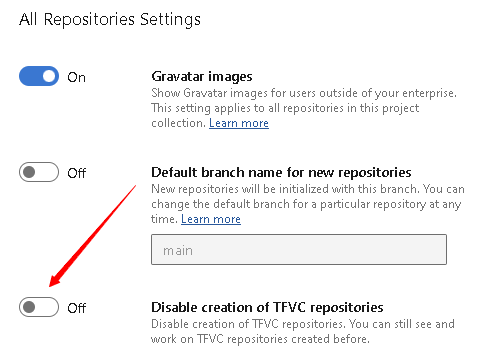 All Repositories Settings
On
Gravatar images
Show Gravatar images for users outside of your enterprise.
This setting applies to all repositories in this project
collection. Learn more
Off
Default branch name for new repositories
New repositories will be initialized with this branch. You can
change the default branch for a particular repository at any
time. Learn more
main
Off
Disable creation of TFVC repositories
Disable creation of TFVC repositories. You can still see and
work on TFVC repositories created before.